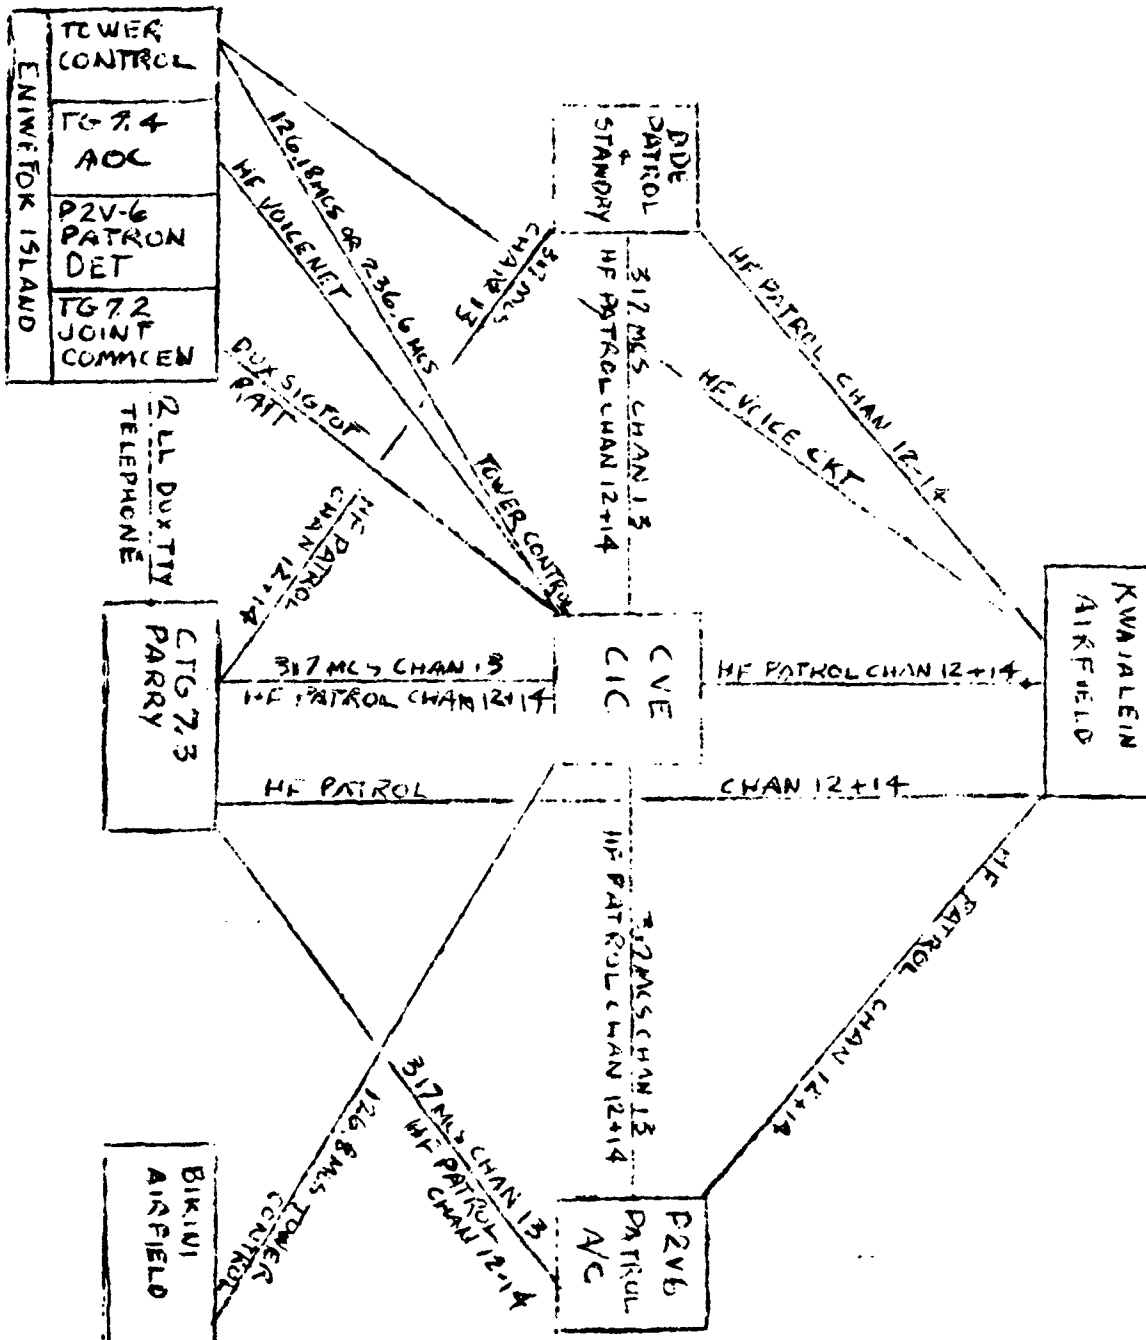 ENIWETOK ISLAND
TOWER
CONTROL
TG 7.4
AOC
P2V-6
PATRON
DET
TG 7.2
JOINT
COMMCEN
126.18 MCS OR 236.6 MCS
TOWER CONTROL
HF VOICE NET
DUX SIGTOT
RATT
2 LL DUX TTY
TELEPHONE
317 MCS
CHAN 13
HF PATROL
CHAN 12+14
DDE
PATROL
+
STANDBY
317 MCS CHAN 13
HF PATROL CHAN 12+14
HF PATROL CHAN 12-14
HF VOICE CKT
CTG 7.3
PARRY
317 MCS CHAN 13
HF PATROL CHAN 12+14
CVE
CIC
HF PATROL CHAN 12+14
KWAJALEIN
AIRFIELD
HF PATROL CHAN 12+14
317 MCS CHAN 13
HF PATROL CHAN 12+14
HF PATROL CHAN 12+14
317 MCS CHAN 13
HF PATROL
CHAN 12-14
126.8 MCS TOWER
CONTROL
BIKINI
AIRFIELD
P2V6
PATROL
A/C